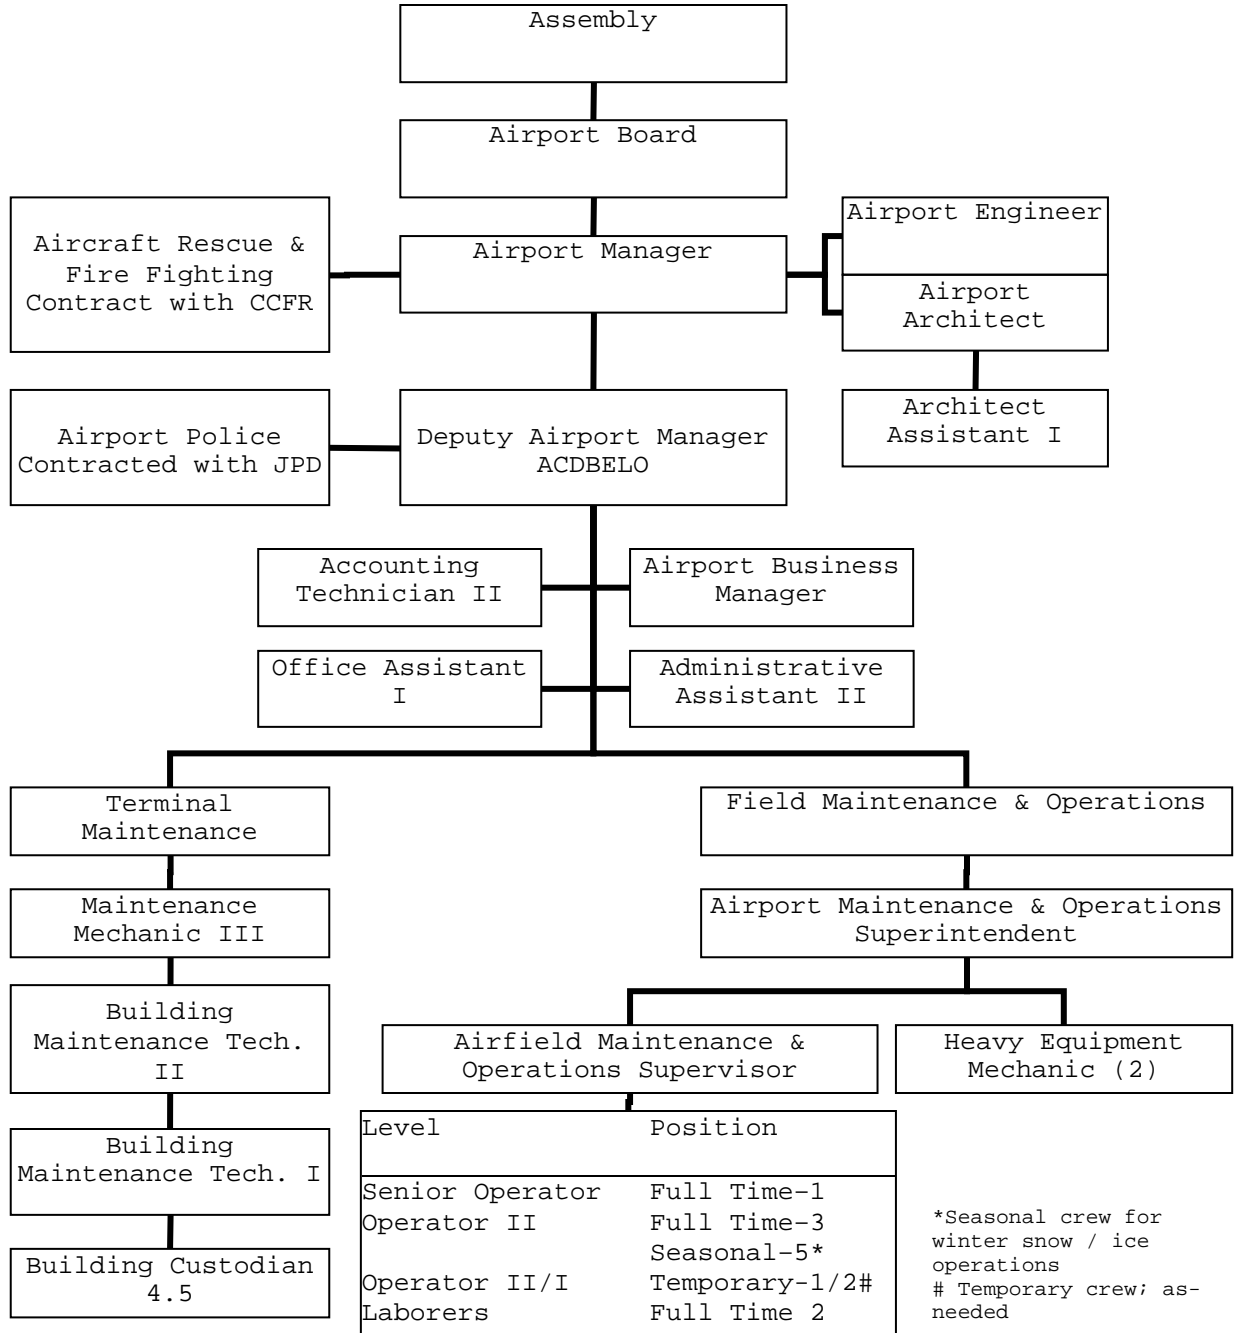 Assembly
Airport Board
Aircraft Rescue &
Fire Fighting
Contract with CCFR
Airport Manager
Airport Engineer
Airport
Architect
Airport Police
Contracted with JPD
Deputy Airport Manager
ACDBELO
Architect
Assistant I
Accounting
Technician II
Airport Business
Manager
Office Assistant
I
Administrative
Assistant II
Terminal
Maintenance
Field Maintenance & Operations
Maintenance
Mechanic III
Airport Maintenance & Operations
Superintendent
Building
Maintenance Tech.
II
Airfield Maintenance &
Operations Supervisor
Heavy Equipment
Mechanic (2)
Building
Maintenance Tech. I
Building Custodian
4.5
Level Position
Senior Operator Full Time-1
Operator II Full Time-3
Seasonal-5*
Operator II/I Temporary-1/2#
Laborers Full Time 2
*Seasonal crew for
winter snow / ice
operations
# Temporary crew; as-
needed